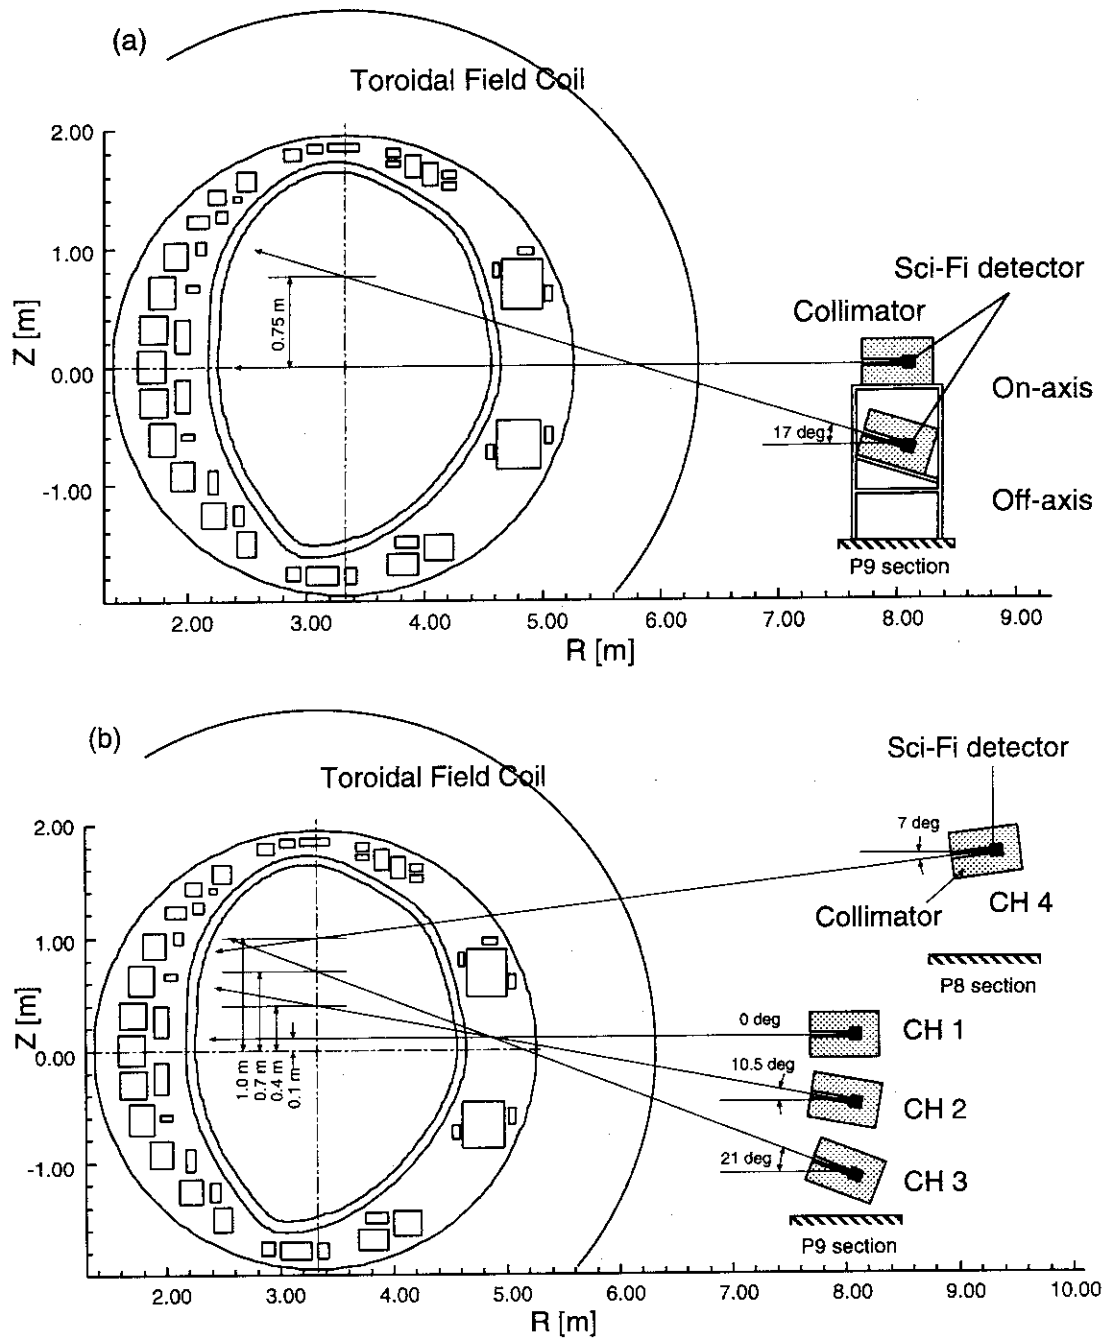 (a)
Toroidal Field Coil
2.00
1.00
0.00
-1.00
Z [m]
0.75 m
Sci-Fi detector
Collimator
On-axis
17 deg
Off-axis
P9 section
2.00 3.00 4.00 5.00 6.00 7.00 8.00 9.00
R [m]
(b)
Sci-Fi detector
Toroidal Field Coil
7 deg
2.00
1.00
0.00
-1.00
Z [m]
Collimator
CH 4
P8 section
1.0 m
0.7 m
0.4 m
0.1 m
0 deg
CH 1
10.5 deg
CH 2
21 deg
CH 3
P9 section
2.00 3.00 4.00 5.00 6.00 7.00 8.00 9.00 10.00
R [m]